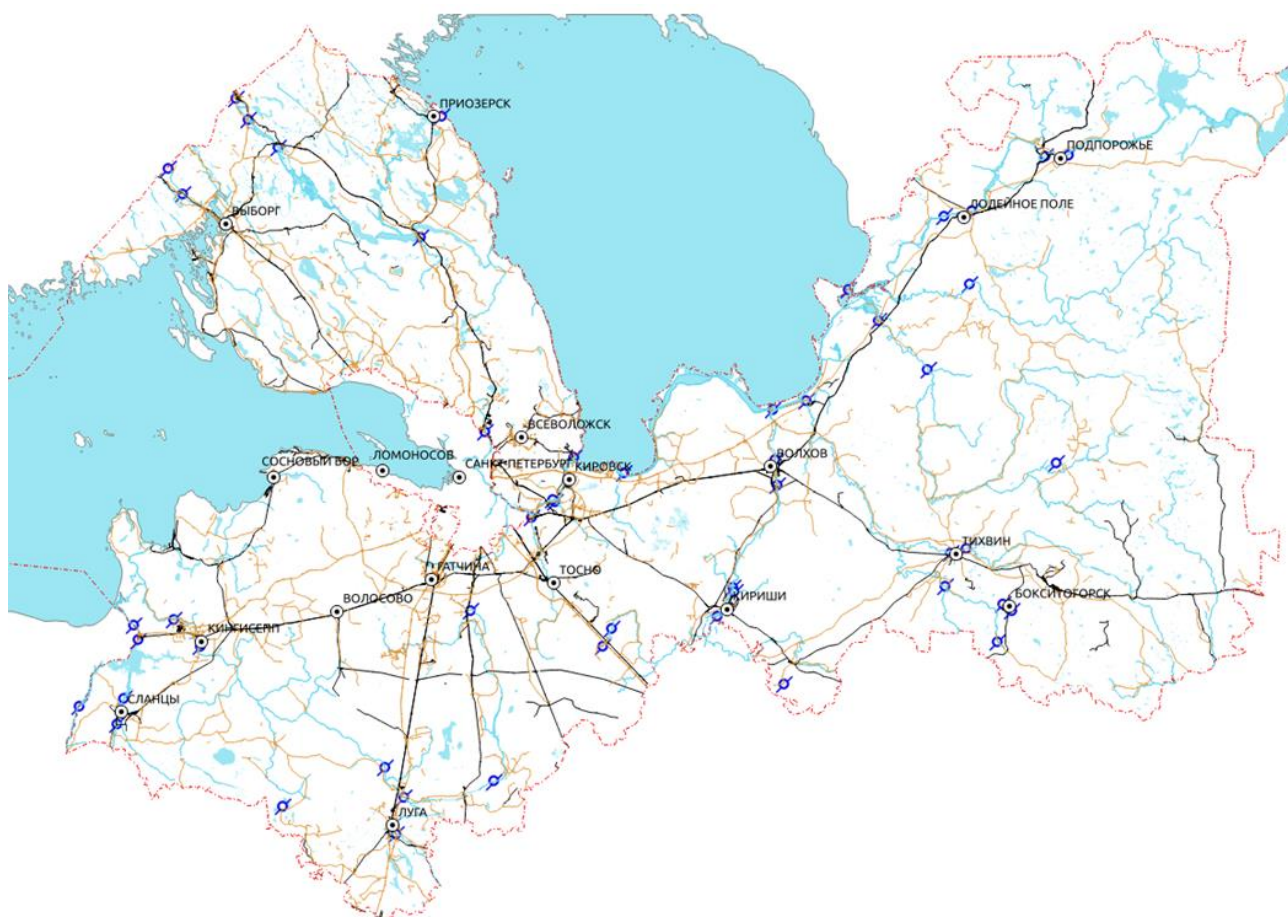 ПРИОЗЕРСК
ПОДПОРОЖЬЕ
ВЫБОРГ
ЛОДЕЙНОЕ ПОЛЕ
ВСЕВОЛОЖСК
ЛОМОНОСОВ
СОСНОВЫЙ БОР
САНКТ-ПЕТЕРБУРГ
КИРОВСК
ВОЛХОВ
ТИХВИН
ГАТЧИНА
ТОСНО
БОКСИТОГОРСК
ВОЛОСОВО
КИРИШИ
КИНГИСЕПП
СЛАНЦЫ
ЛУГА